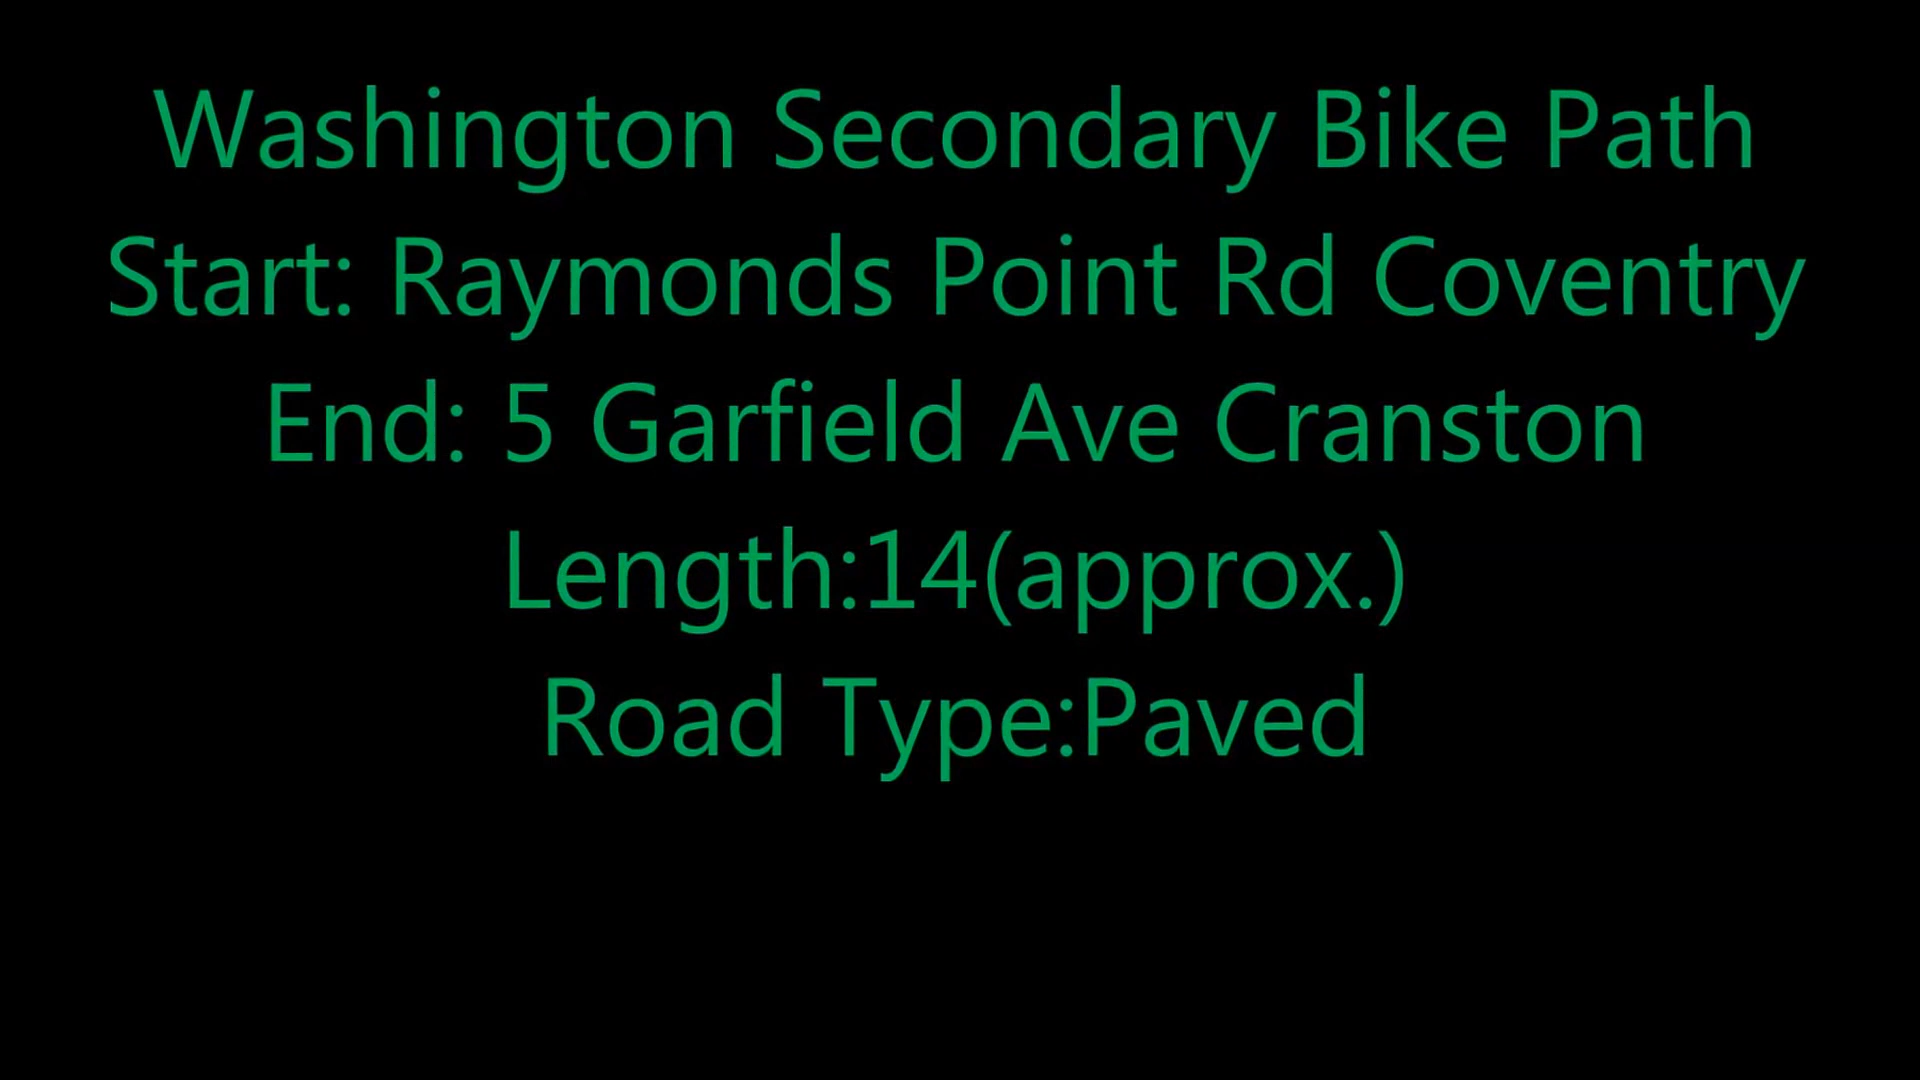 Washington Secondary Bike Path
Start: Raymonds Point Rd Coventry
End: 5 Garfield Ave Cranston
Length:14(approx.)
Road Type:Paved